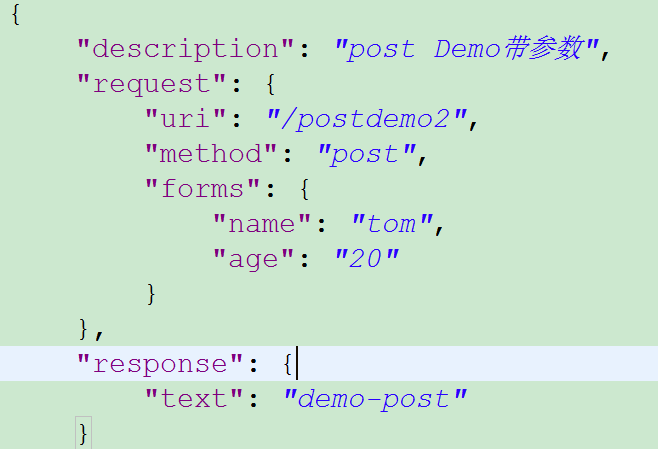 {
    "description": "post Demo带参数",
    "request": {
        "uri": "/postdemo2",
        "method": "post",
        "forms": {
            "name": "tom",
            "age": "20"
        }
    },
    "response": {
        "text": "demo-post"
    }